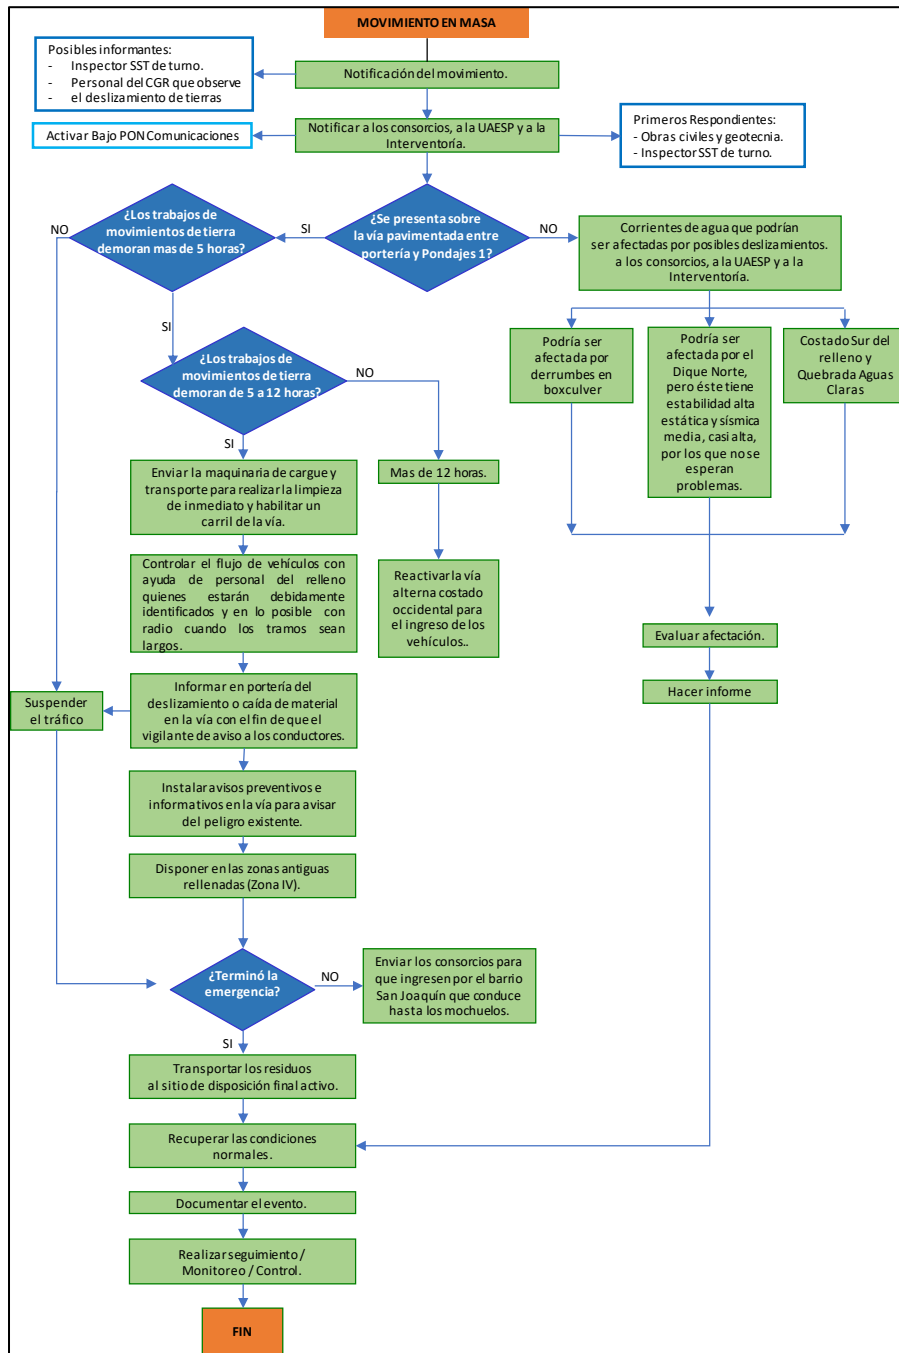 MOVIMIENTO EN MASA
Posibles informantes:
- Inspector SST de turno.
- Personal del CGR que observe
- el deslizamiento de tierras
Notificación del movimiento.
Activar Bajo PON Comunicaciones
Notificar a los consorcios, a la UAESP y a la
Interventoría.
Primeros Respondientes:
- Obras civiles y geotecnia.
- Inspector SST de turno.
¿Los trabajos de
movimientos de tierra
demoran mas de 5 horas?
NO
SI
SI
¿Se presenta sobre
la vía pavimentada entre
portería y Pondajes 1?
NO
Corrientes de agua que podrían
ser afectadas por posibles deslizamientos.
a los consorcios, a la UAESP y a la
Interventoría.
¿Los trabajos de
movimientos de tierra
demoran de 5 a 12 horas?
NO
SI
Podría ser
afectada por
derrumbes en
boxculver
Podría ser
afectada por el
Dique Norte,
pero éste tiene
estabilidad alta
estática y sísmica
media, casi alta,
por los que no se
esperan
problemas.
Costado Sur del
relleno y
Quebrada Aguas
Claras
Enviar la maquinaria de cargue y
transporte para realizar la limpieza
de inmediato y habilitar un
carril de la vía.
Mas de 12 horas.
Controlar el flujo de vehículos con
ayuda de personal del relleno
quienes estarán debidamente
identificados y en lo posible con
radio cuando los tramos sean
largos.
Reactivar la vía
alterna costado
occidental para
el ingreso de los
vehículos..
Evaluar afectación.
Hacer informe
Suspender
el tráfico
Informar en portería del
deslizamiento o caída de material
en la vía con el fin de que el
vigilante de aviso a los conductores.
Instalar avisos preventivos e
informativos en la vía para avisar
del peligro existente.
Disponer en las zonas antiguas
rellenadas (Zona IV).
¿Terminó la
emergencia?
NO
SI
Enviar los consorcios para
que ingresen por el barrio
San Joaquín que conduce
hasta los mochuelos.
Transportar los residuos
al sitio de disposición final activo.
Recuperar las condiciones
normales.
Documentar el evento.
Realizar seguimiento /
Monitoreo / Control.
FIN